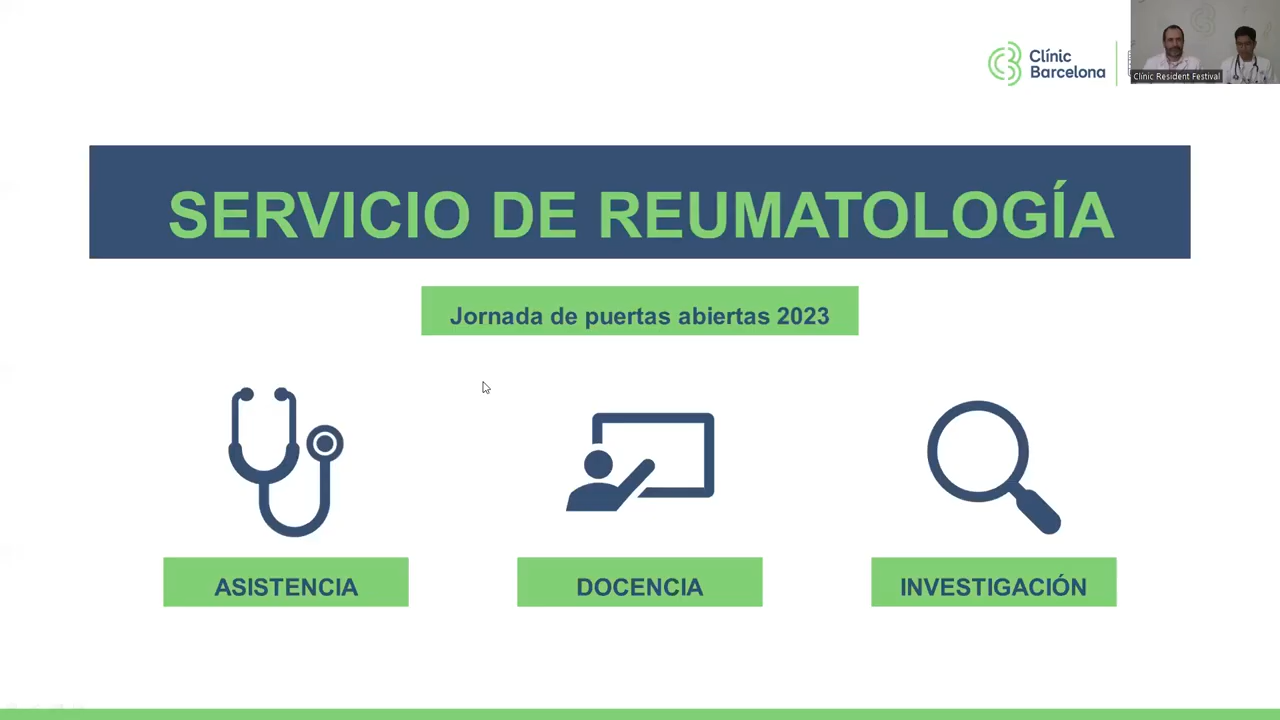 Clínic
Barcelona
Clínic Resident Festival
SERVICIO DE REUMATOLOGÍA
Jornada de puertas abiertas 2023
ASISTENCIA
DOCENCIA
INVESTIGACIÓN